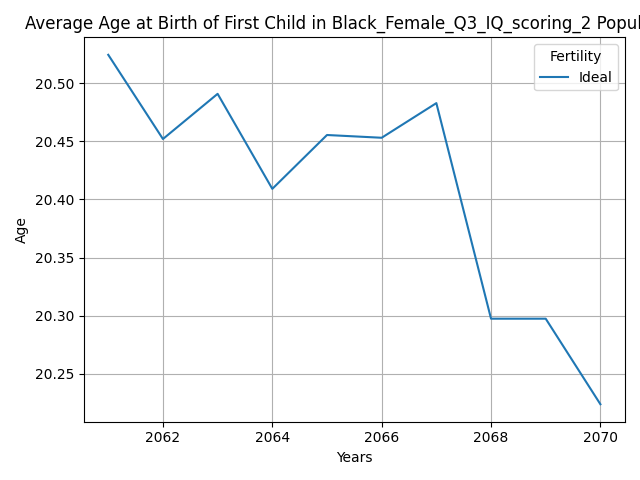 Average Age at Birth of First Child in Black_Female_Q3_IQ_scoring_2 Popul
Fertility
Ideal
20.50
20.45
20.40
20.35
20.30
20.25
Age
2062 2064 2066 2068 2070
Years